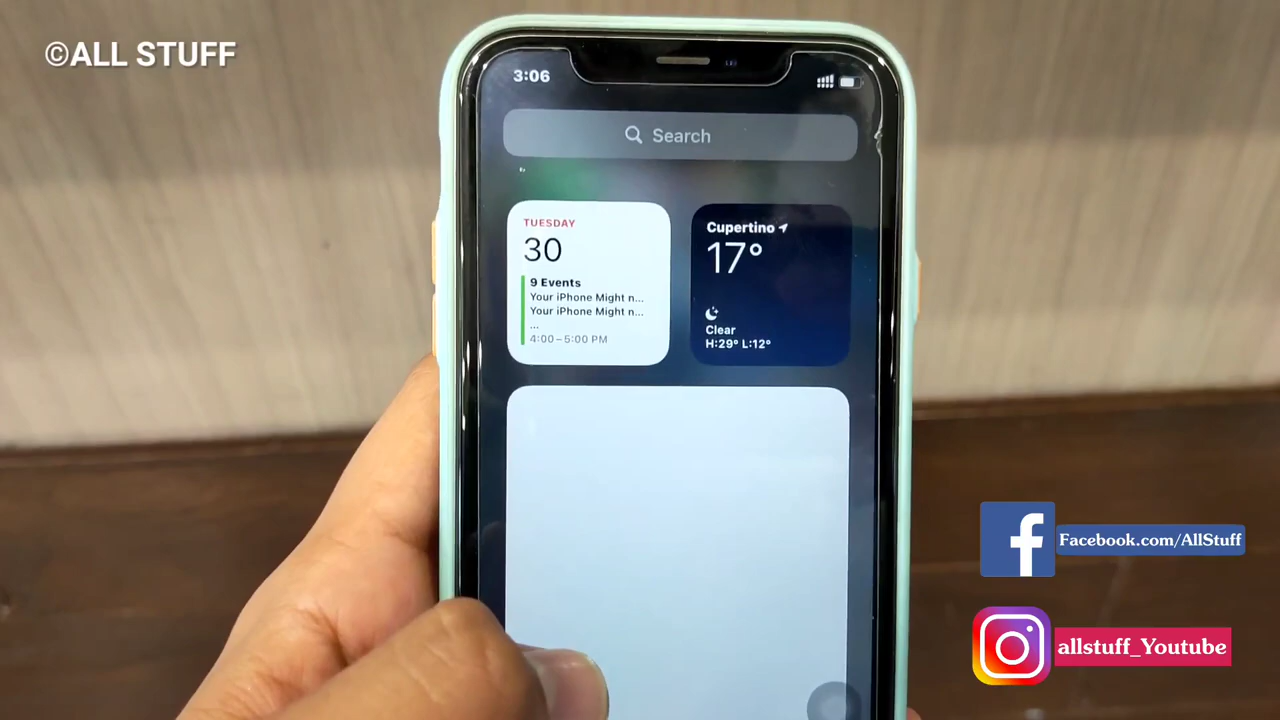 ©ALL STUFF
3:06
Search
TUESDAY
30
9 Events
Your iPhone Might n...
Your iPhone Might n...
...
4:00–5:00 PM
Cupertino
17°
Clear
H:29° L:12°
Facebook.com/AllStuff
allstuff_Youtube